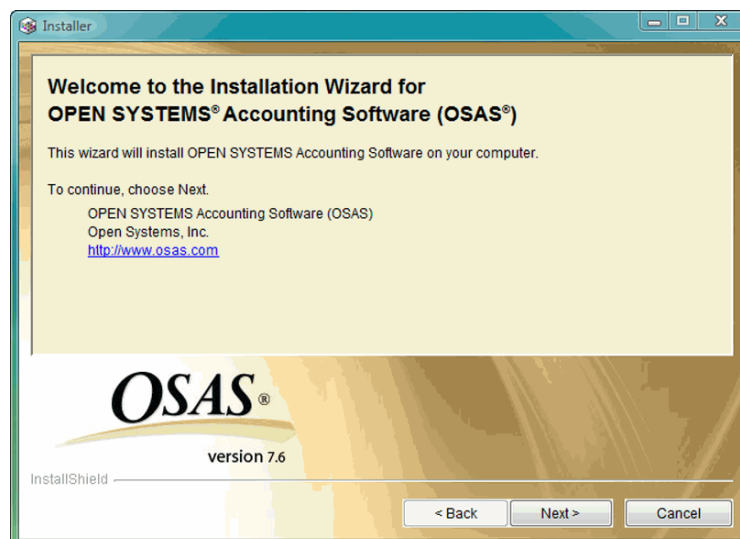 Installer
Welcome to the Installation Wizard for
OPEN SYSTEMS® Accounting Software (OSAS®)
This wizard will install OPEN SYSTEMS Accounting Software on your computer.
To continue, choose Next.
OPEN SYSTEMS Accounting Software (OSAS)
Open Systems, Inc.
http://www.osas.com
OSAS®
version 7.6
InstallShield
< Back
Next >
Cancel